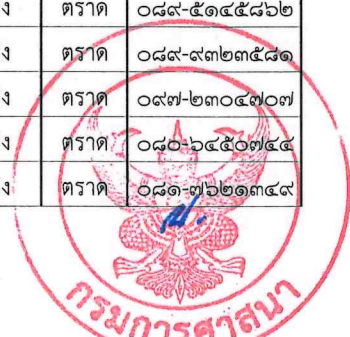 ง ตราด ๐๘๙-๕๑๔๕๘๖๒
ง ตราด ๐๘๙-๙๓๒๓๕๘๑
ง ตราด ๐๙๗-๒๓๐๔๗๐๗
ง ตราด ๐๘๐-๖๔๕๐๗๔๔
ง ตราด ๐๘๑-๓๖๒๑๓๔๙
กรมการศาสนา